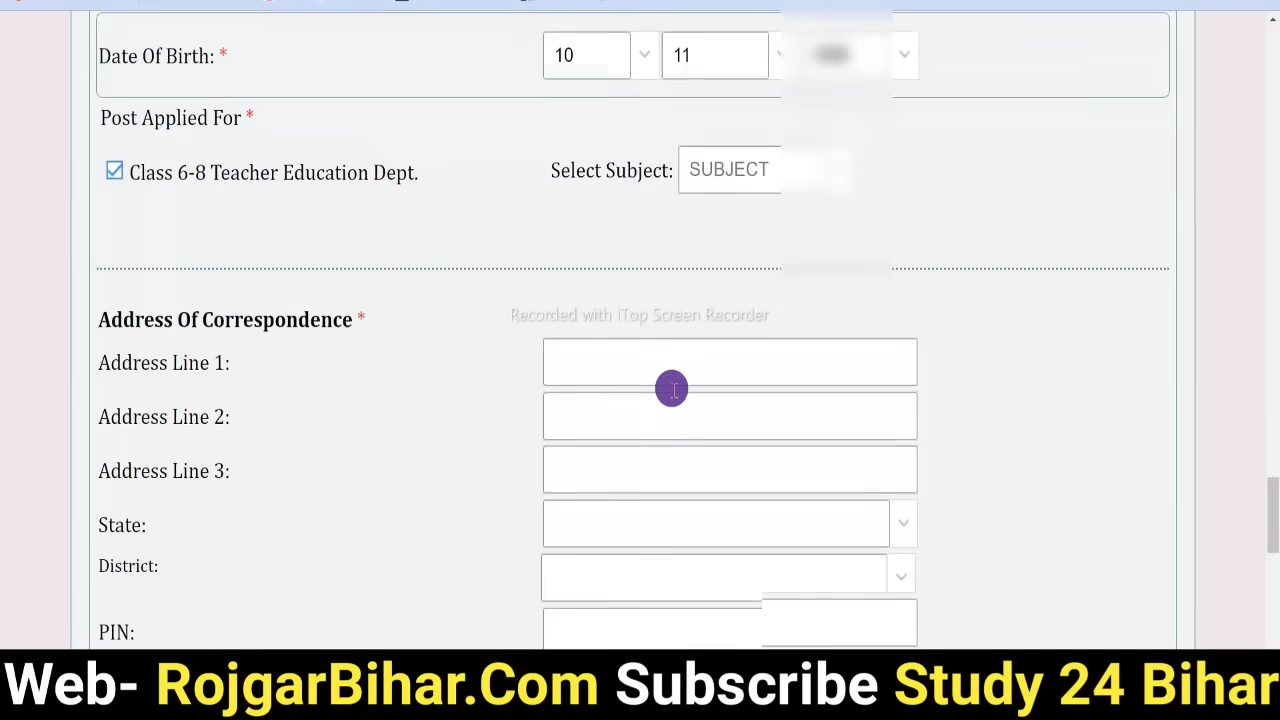 Date Of Birth: * 10 11
Post Applied For *
Class 6-8 Teacher Education Dept. Select Subject: SUBJECT
Address Of Correspondence *
Recorded with iTop Screen Recorder
Address Line 1:
Address Line 2:
Address Line 3:
State:
District:
PIN:
Web- RojgarBihar.Com Subscribe Study 24 Bihar